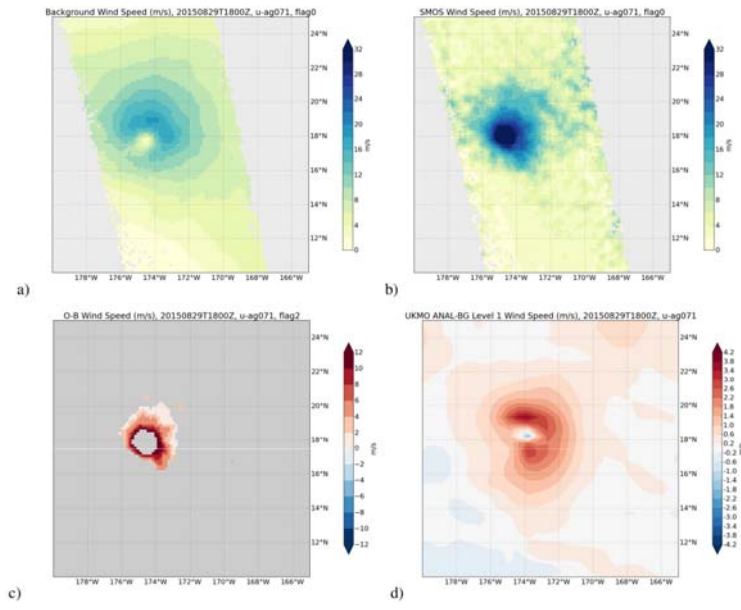 Background Wind Speed (m/s), 20150829T1800Z, u-ag071, flag0
24°N
22°N
20°N
18°N
16°N
14°N
12°N
178°W 176°W 174°W 172°W 170°W 168°W 166°W
32
28
24
20
16
12
8
4
0
m/s
a)
SMOS Wind Speed (m/s), 20150829T1800Z, u-ag071, flag0
24°N
22°N
20°N
18°N
16°N
14°N
12°N
178°W 176°W 174°W 172°W 170°W 168°W 166°W
32
28
24
20
16
12
8
4
0
m/s
b)
O-B Wind Speed (m/s), 20150829T1800Z, u-ag071, flag2
24°N
22°N
20°N
18°N
16°N
14°N
12°N
178°W 176°W 174°W 172°W 170°W 168°W 166°W
12
10
8
6
4
2
0
−2
−4
−6
−8
−10
−12
m/s
c)
UKMO ANAL-BG Level 1 Wind Speed (m/s), 20150829T1800Z, u-ag071
24°N
22°N
20°N
18°N
16°N
14°N
12°N
178°W 176°W 174°W 172°W 170°W 168°W 166°W
4.2
3.8
3.4
3.0
2.6
2.2
1.8
1.4
1.0
0.6
0.2
-0.2
-0.6
-1.0
-1.4
-1.8
-2.2
-2.6
-3.0
-3.4
-3.8
-4.2
d)